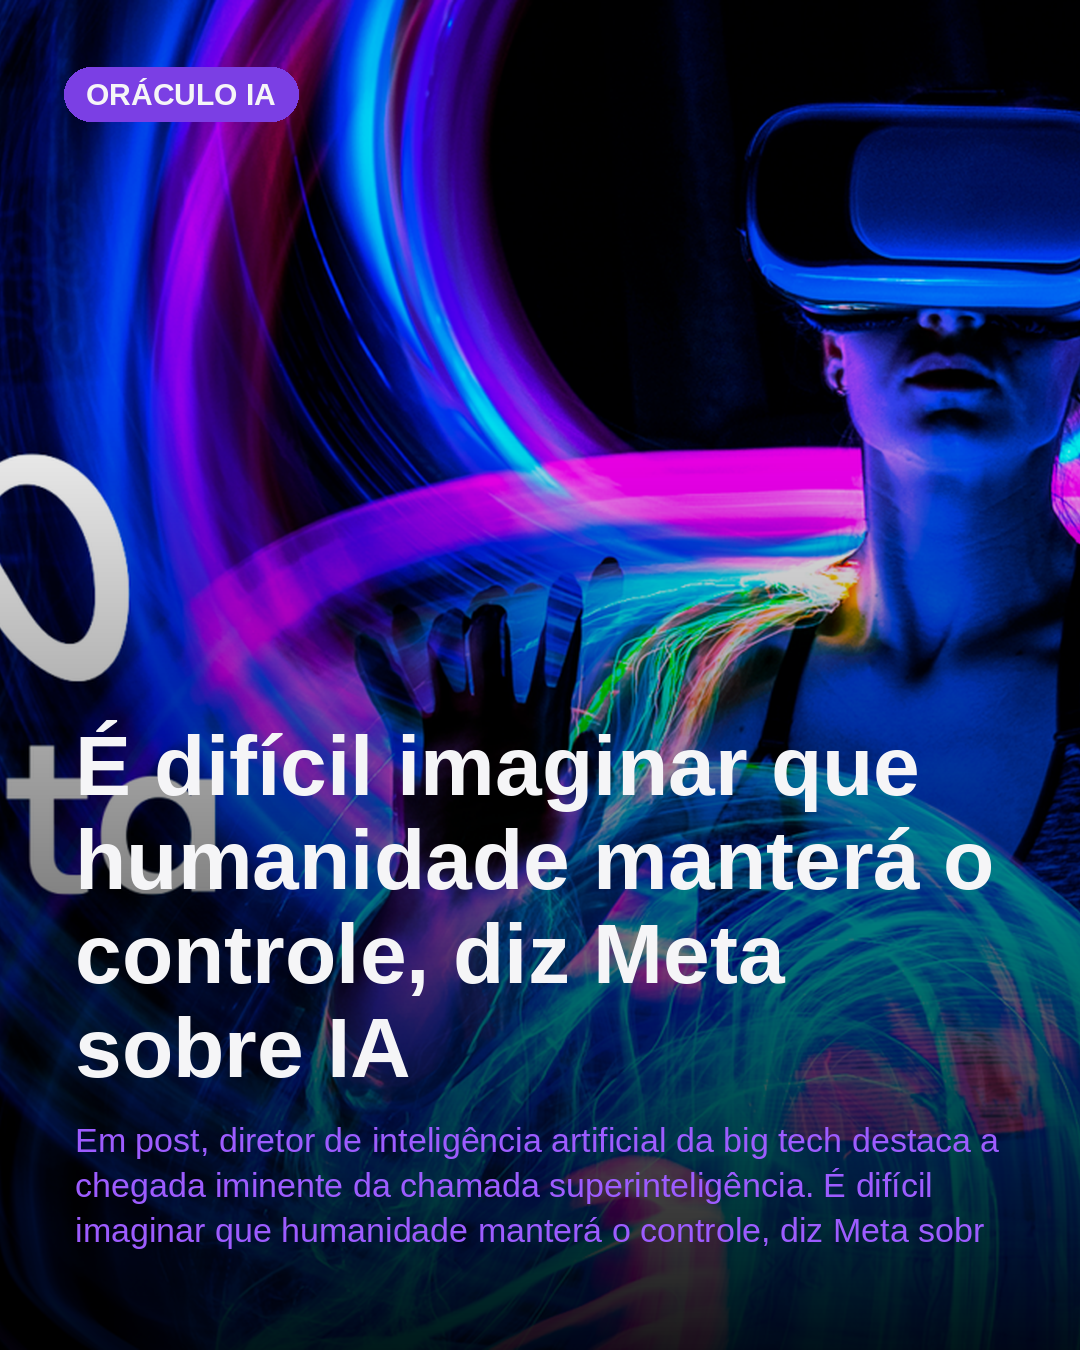 ORÁCULO IA
ta
É difícil imaginar que
humanidade manterá o
controle, diz Meta
sobre IA
Em post, diretor de inteligência artificial da big tech destaca a
chegada iminente da chamada superinteligência. É difícil
imaginar que humanidade manterá o controle, diz Meta sobr